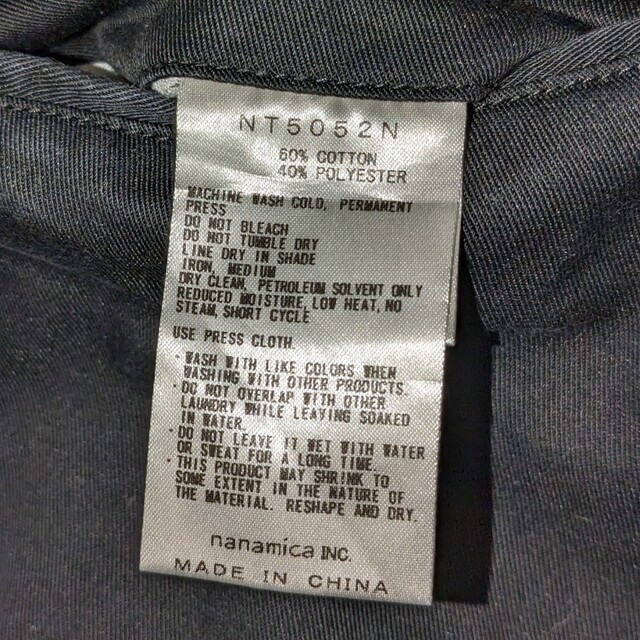 NT5052N
60% COTTON
40% POLYESTER
MACHINE WASH COLD, PERMANENT
PRESS
DO NOT BLEACH
DO NOT TUMBLE DRY
LINE DRY IN SHADE
IRON, MEDIUM
DRY CLEAN, PETROLEUM SOLVENT ONLY
REDUCED MOISTURE, LOW HEAT, NO
STEAM, SHORT CYCLE
USE PRESS CLOTH
・WASH WITH LIKE COLORS WHEN
WASHING WITH OTHER PRODUCTS.
・DO NOT OVERLAP WITH OTHER
LAUNDRY WHILE LEAVING SOAKED
IN WATER.
・DO NOT LEAVE IT WET WITH WATER
OR SWEAT FOR A LONG TIME.
・THIS PRODUCT MAY SHRINK TO
SOME EXTENT IN THE NATURE OF
THE MATERIAL. RESHAPE AND DRY.
nanamica INC.
MADE IN CHINA